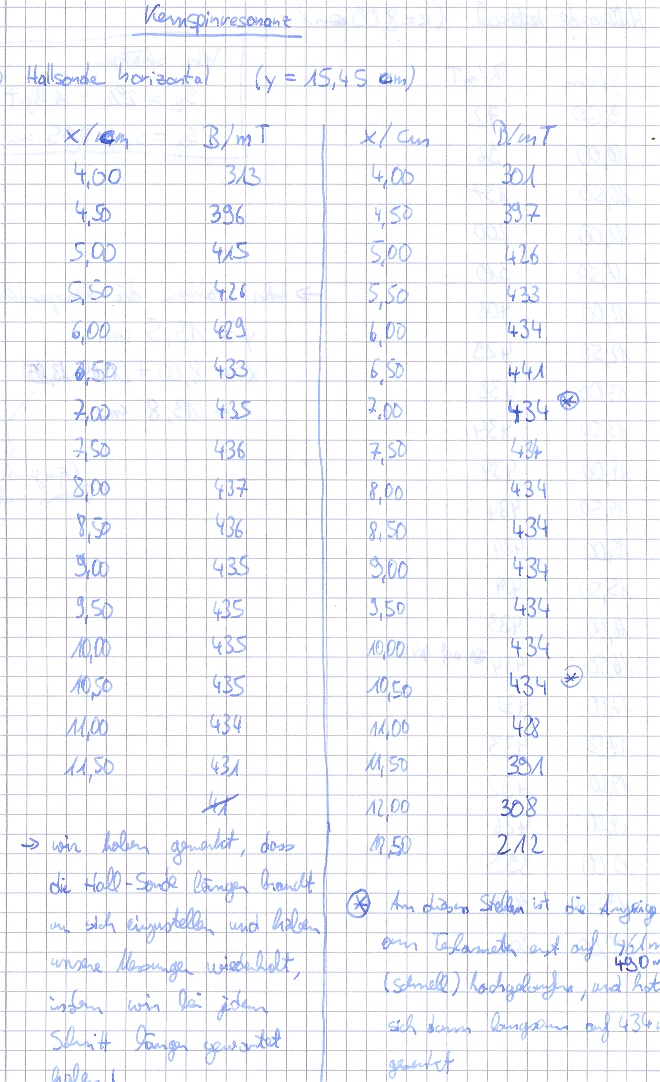 Kernspinresonanz
Hallsonde horizontal (y = 15,45 cm)
x/cm B/mT
4,00 313
4,50 396
5,00 415
5,50 426
6,00 429
6,50 433
7,00 435
7,50 436
8,00 437
8,50 436
9,00 435
9,50 435
10,00 435
10,50 435
11,00 434
11,50 431
41
→ wir haben gemerkt, dass
die Hall-Sonde länger brandt
um sich einzustellen und haben
unsere Messungen wiederholt,
indem wir bei jedem
Schritt länger gewartet
haben!
x/cm B/mT
4,00 301
4,50 397
5,00 426
5,50 433
6,00 434
6,50 441
7,00 434 *
7,50 434
8,00 434
8,50 434
9,00 434
9,50 434
10,00 434
10,50 434 *
11,00 428
11,50 391
12,00 308
12,50 212
* An diesen Stellen ist die Anzeige
am Teslameter erst auf 461 m
490 m
(schnell) hochgelaufen, und hat
sich dann langsam auf 434
gesenkt